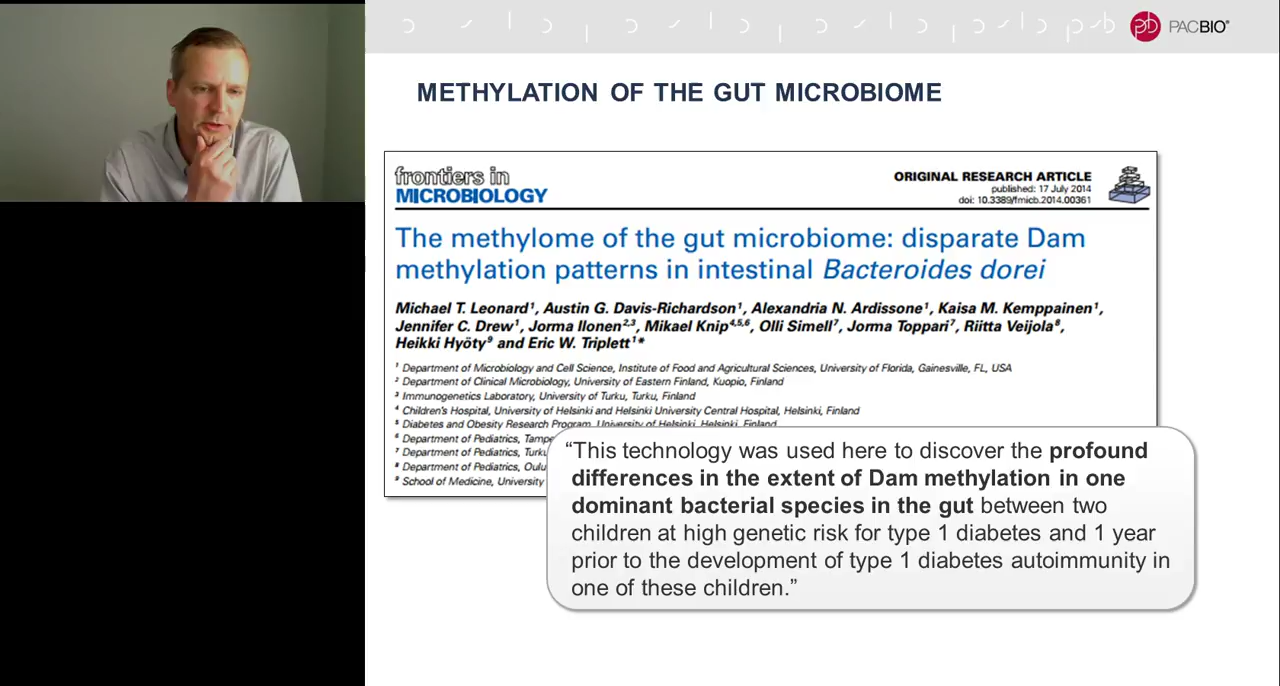 PACBIO®
METHYLATION OF THE GUT MICROBIOME
frontiers in
MICROBIOLOGY
ORIGINAL RESEARCH ARTICLE
published: 17 July 2014
doi: 10.3389/fmicb.2014.00361
The methylome of the gut microbiome: disparate Dam
methylation patterns in intestinal Bacteroides dorei
Michael T. Leonard¹, Austin G. Davis-Richardson¹, Alexandria N. Ardissone¹, Kaisa M. Kemppainen¹,
Jennifer C. Drew¹, Jorma Ilonen²,³, Mikael Knip⁴,⁵,⁶, Olli Simell⁷, Jorma Toppari⁷, Riitta Veijola⁸,
Heikki Hyöty⁹ and Eric W. Triplett¹*
¹ Department of Microbiology and Cell Science, Institute of Food and Agricultural Sciences, University of Florida, Gainesville, FL, USA
² Department of Clinical Microbiology, University of Eastern Finland, Kuopio, Finland
³ Immunogenetics Laboratory, University of Turku, Turku, Finland
⁴ Children's Hospital, University of Helsinki and Helsinki University Central Hospital, Helsinki, Finland
⁵ Diabetes and Obesity Research Program, University of Helsinki, Helsinki, Finland
⁶ Department of Pediatrics, Tampe
⁷ Department of Pediatrics, Turku
⁸ Department of Pediatrics, Oulu
⁹ School of Medicine, University
“This technology was used here to discover the profound
differences in the extent of Dam methylation in one
dominant bacterial species in the gut between two
children at high genetic risk for type 1 diabetes and 1 year
prior to the development of type 1 diabetes autoimmunity in
one of these children.”